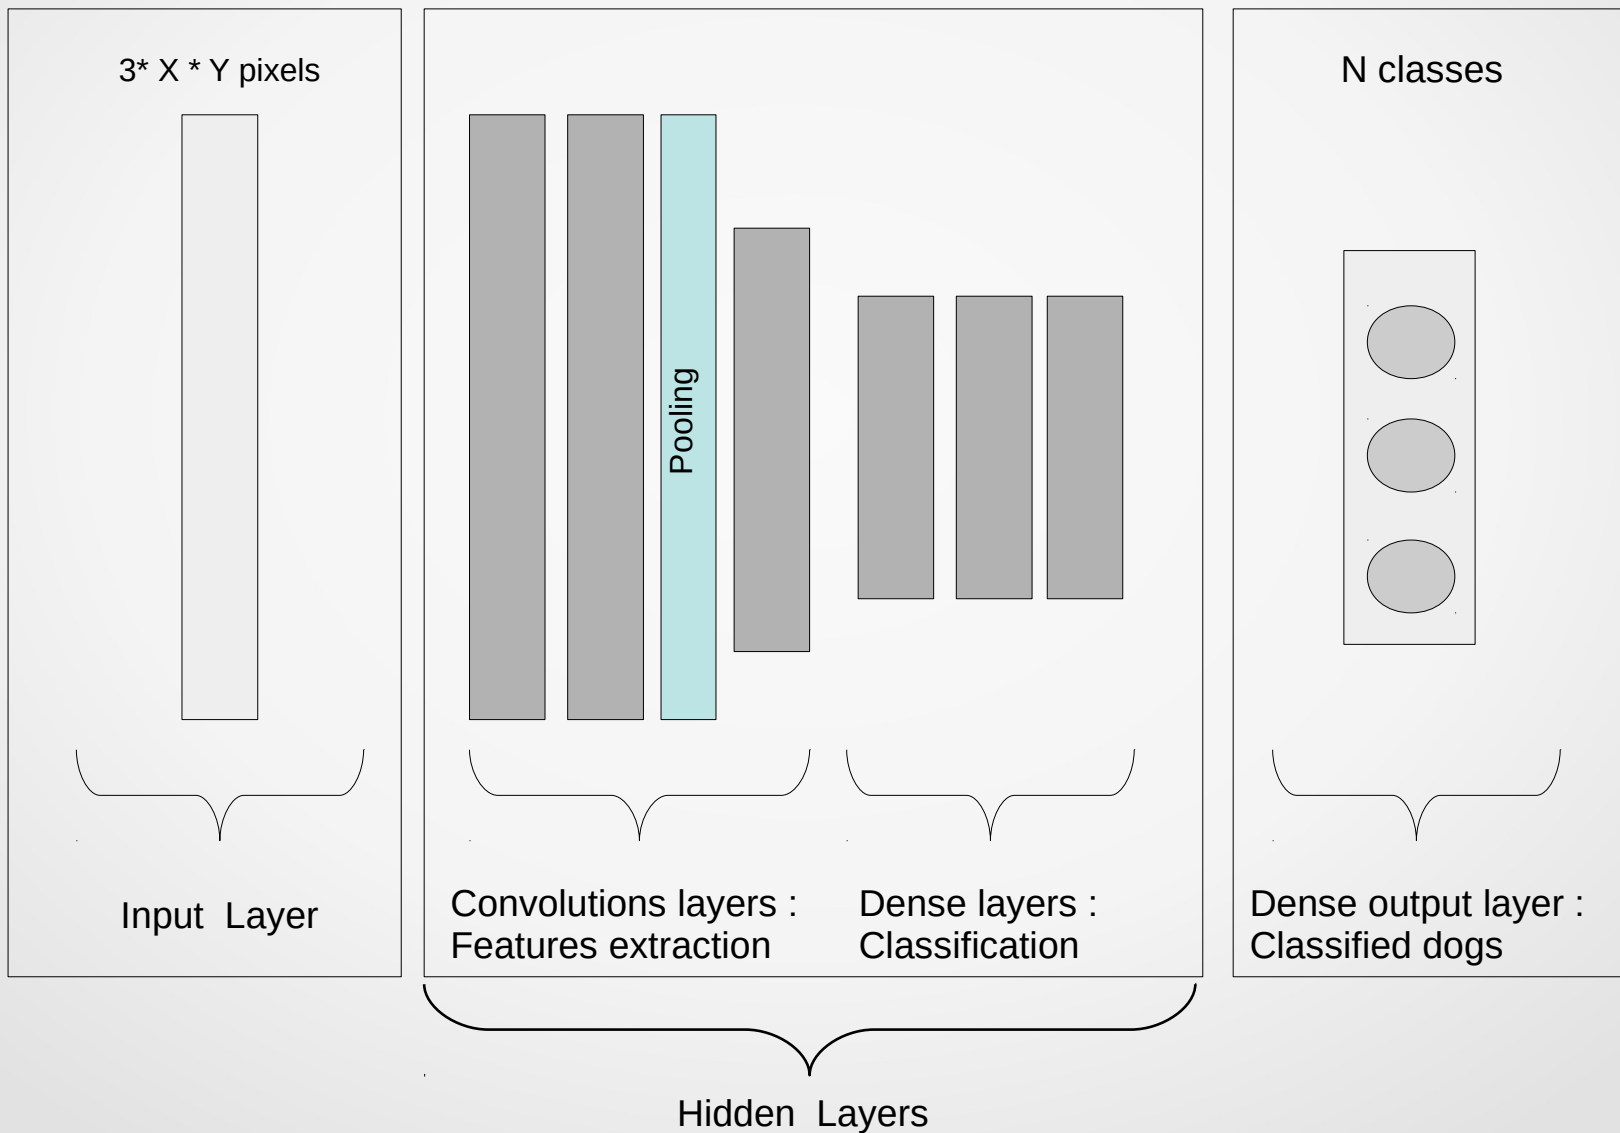 3* X * Y pixels
N classes
Pooling
Input  Layer
Convolutions layers :
Features extraction
Dense layers :
Classification
Dense output layer :
Classified dogs
Hidden  Layers